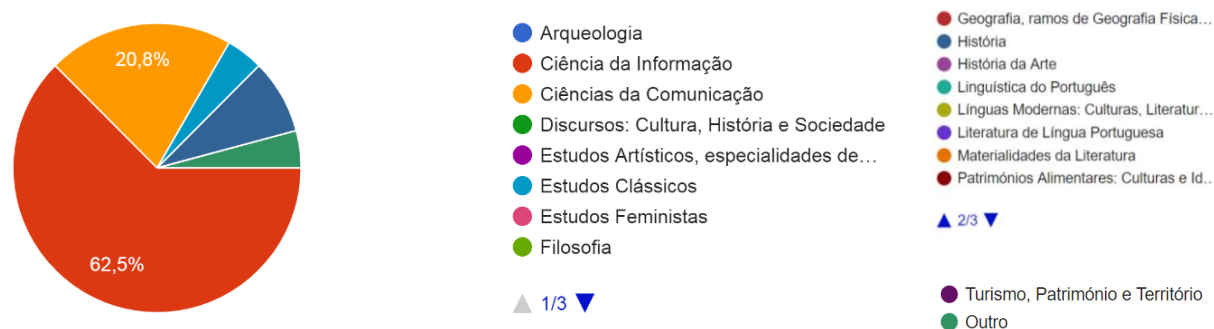 20,8%
62,5%
Arqueologia
Ciência da Informação
Ciências da Comunicação
Discursos: Cultura, História e Sociedade
Estudos Artísticos, especialidades de…
Estudos Clássicos
Estudos Feministas
Filosofia
1/3
Geografia, ramos de Geografia Física…
História
História da Arte
Linguística do Português
Línguas Modernas: Culturas, Literatur…
Literatura de Língua Portuguesa
Materialidades da Literatura
Patrimónios Alimentares: Culturas e Id…
2/3
Turismo, Património e Território
Outro